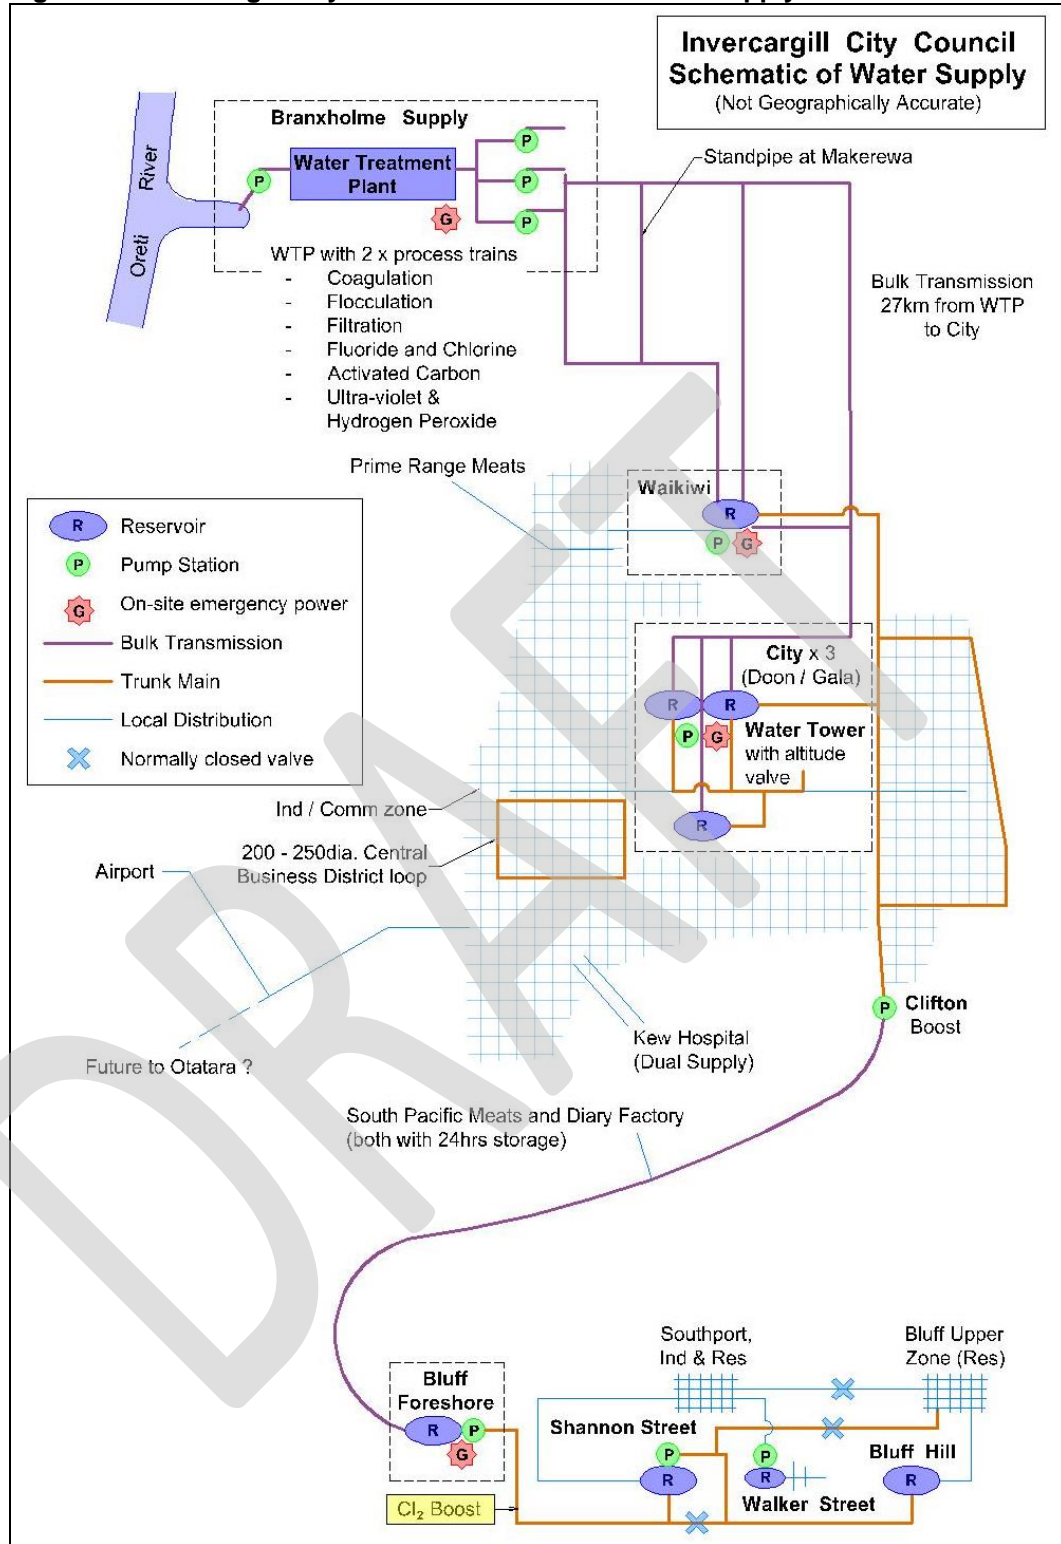 Invercargill City Council
Schematic of Water Supply
(Not Geographically Accurate)
Branxholme Supply
Oreti River
P
Water Treatment
Plant
G
P
P
P
Standpipe at Makerewa
WTP with 2 x process trains
- Coagulation
- Flocculation
- Filtration
- Fluoride and Chlorine
- Activated Carbon
- Ultra-violet &
Hydrogen Peroxide
Bulk Transmission
27km from WTP
to City
Prime Range Meats
Waikiwi
R
P G
R Reservoir
P Pump Station
G On-site emergency power
Bulk Transmission
Trunk Main
Local Distribution
Normally closed valve
City x 3
(Doon / Gala)
R R
P G
Water Tower
with altitude
valve
R
Ind / Comm zone
200 - 250dia. Central
Business District loop
Airport
Future to Otatara ?
Kew Hospital
(Dual Supply)
P Clifton
Boost
South Pacific Meats and Diary Factory
(both with 24hrs storage)
Bluff
Foreshore
R P
G
Cl₂ Boost
Southport,
Ind & Res
Bluff Upper
Zone (Res)
Shannon Street
P
R
P
R
Walker Street
Bluff Hill
R
DRAFT